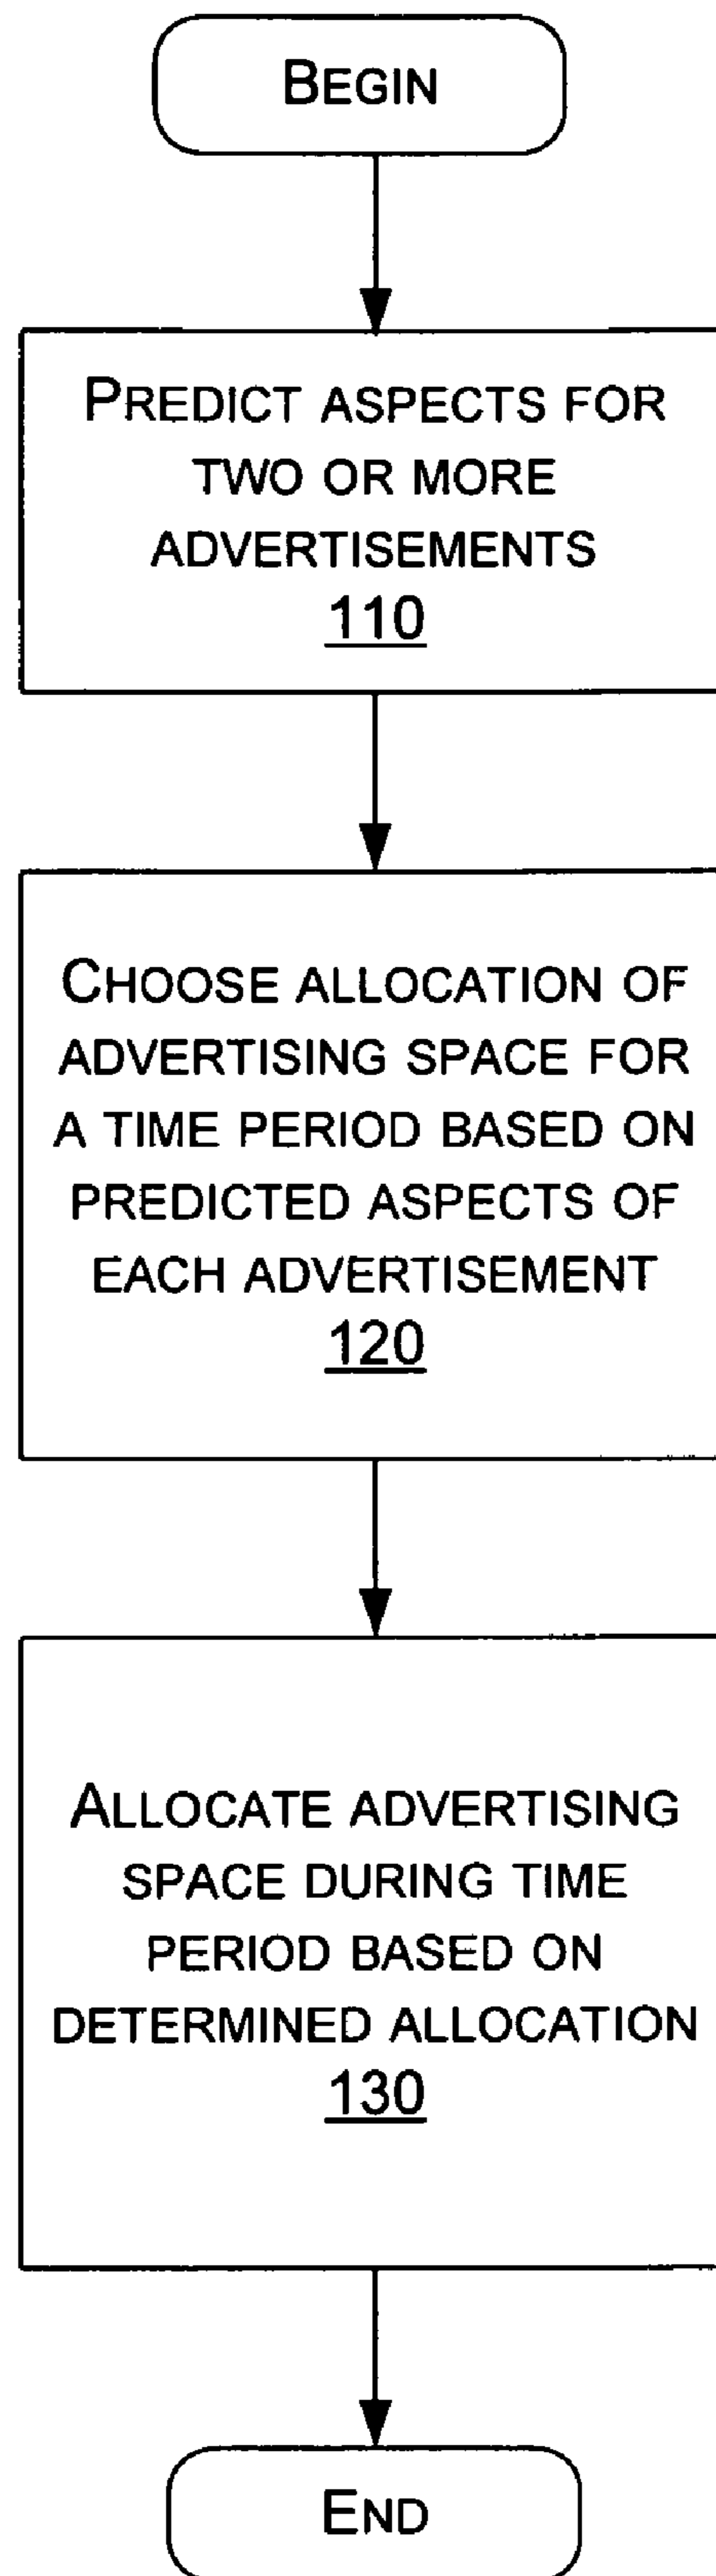 BEGIN
PREDICT ASPECTS FOR
TWO OR MORE
ADVERTISEMENTS
110
CHOOSE ALLOCATION OF
ADVERTISING SPACE FOR
A TIME PERIOD BASED ON
PREDICTED ASPECTS OF
EACH ADVERTISEMENT
120
ALLOCATE ADVERTISING
SPACE DURING TIME
PERIOD BASED ON
DETERMINED ALLOCATION
130
END